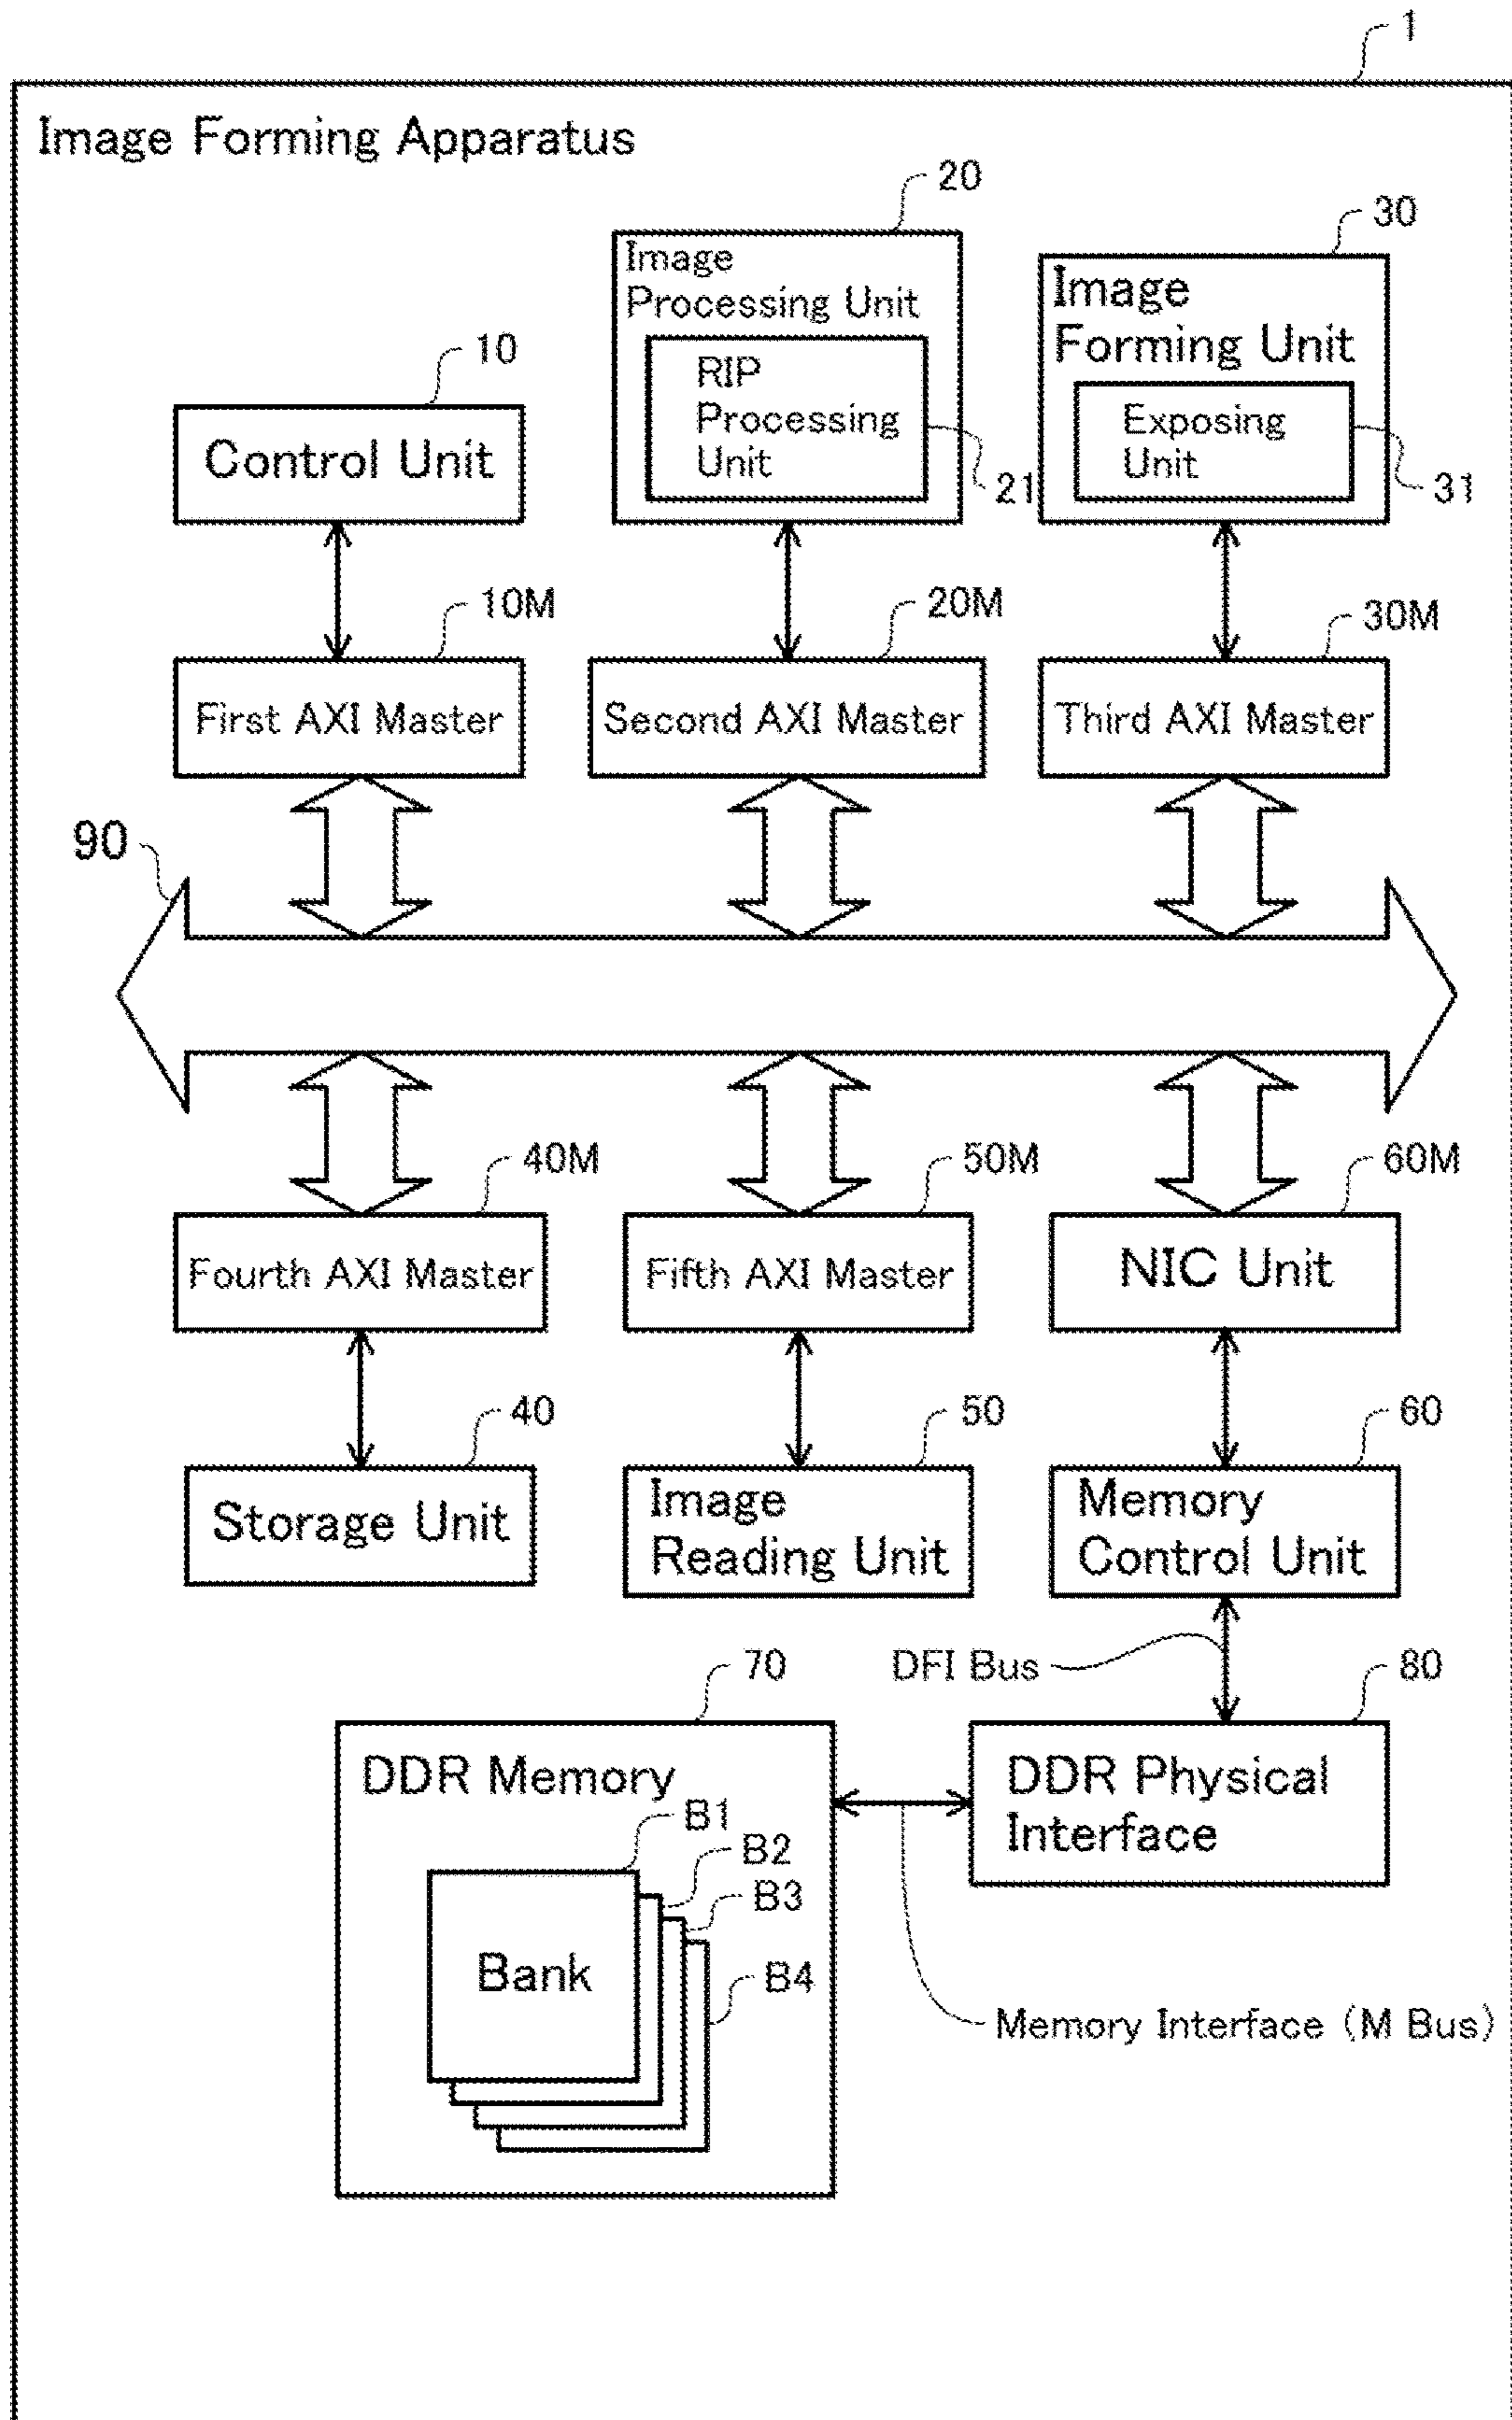 1
Image Forming Apparatus
20
30
Image
Processing Unit
Image
Forming Unit
10
RIP
Processing
Unit
Exposing
Unit
Control Unit
21
31
10M
20M
30M
First AXI Master
Second AXI Master
Third AXI Master
90
40M
50M
60M
Fourth AXI Master
Fifth AXI Master
NIC Unit
40
50
60
Storage Unit
Image
Reading Unit
Memory
Control Unit
DFI Bus
70
80
DDR Memory
DDR Physical
Interface
B1
B2
B3
B4
Bank
Memory Interface (M Bus)